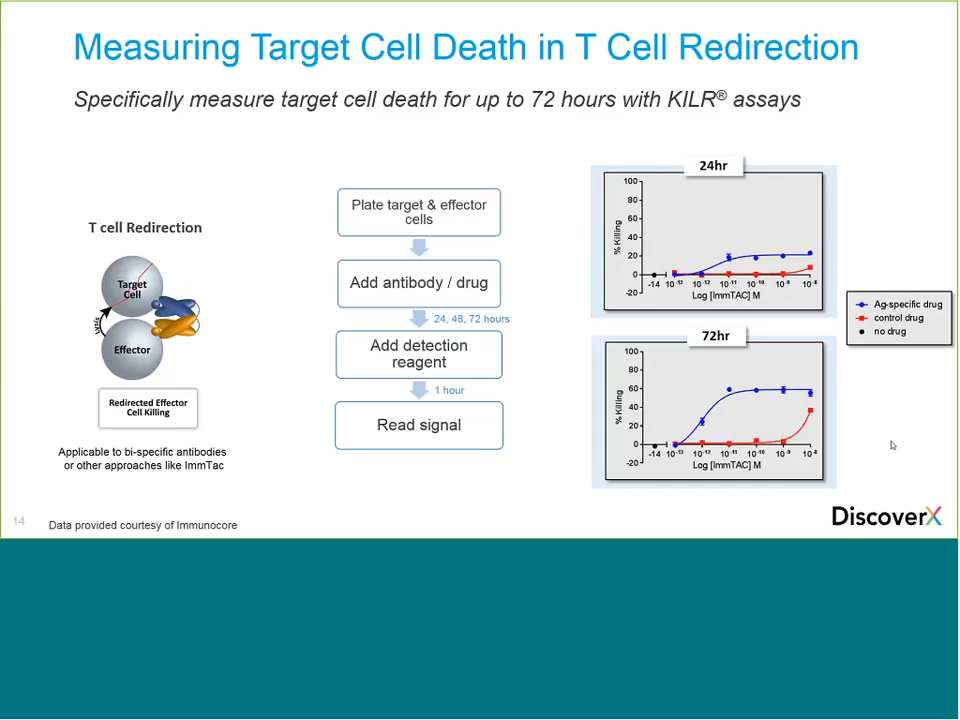 Measuring Target Cell Death in T Cell Redirection
Specifically measure target cell death for up to 72 hours with KILR® assays
T cell Redirection
Target
Cell
Lysis
Effector
Redirected Effector
Cell Killing
Applicable to bi-specific antibodies
or other approaches like ImmTac
Plate target & effector
cells
Add antibody / drug
24, 48, 72 hours
Add detection
reagent
1 hour
Read signal
24hr
% Killing
100
80
60
40
20
0
-20
-14 10⁻¹³ 10⁻¹² 10⁻¹¹ 10⁻¹⁰ 10⁻⁹ 10⁻⁸
Log [ImmTAC] M
72hr
% Killing
100
80
60
40
20
0
-20
-14 10⁻¹³ 10⁻¹² 10⁻¹¹ 10⁻¹⁰ 10⁻⁹ 10⁻⁸
Log [ImmTAC] M
Ag-specific drug
control drug
no drug
14
Data provided courtesy of Immunocore
DiscoverX